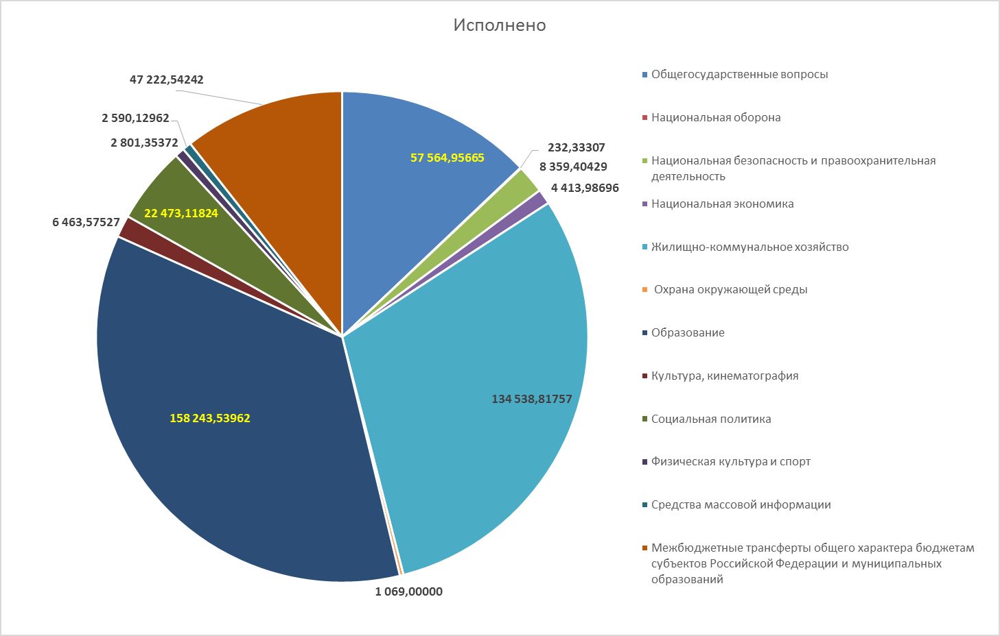 Исполнено
47 222,54242
2 590,12962
2 801,35372
57 564,95665
232,33307
8 359,40429
4 413,98696
22 473,11824
6 463,57527
134 538,81757
158 243,53962
1 069,00000
Общегосударственные вопросы
Национальная оборона
Национальная безопасность и правоохранительная
деятельность
Национальная экономика
Жилищно-коммунальное хозяйство
Охрана окружающей среды
Образование
Культура, кинематография
Социальная политика
Физическая культура и спорт
Средства массовой информации
Межбюджетные трансферты общего характера бюджетам
субъектов Российской Федерации и муниципальных
образований